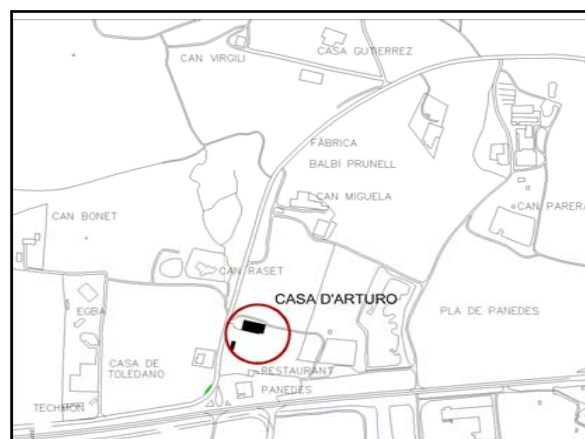 CASA GUTIERREZ
CAN VIRGILI
FÀBRICA
BALBÍ PRUNELL
CAN MIGUELA
CAN PARERA
CAN BONET
CAN RASET
CASA D'ARTURO
PLA DE PANEDES
EGBA
CASA DE
TOLEDANO
RESTAURANT
PANEDES
TECHMON